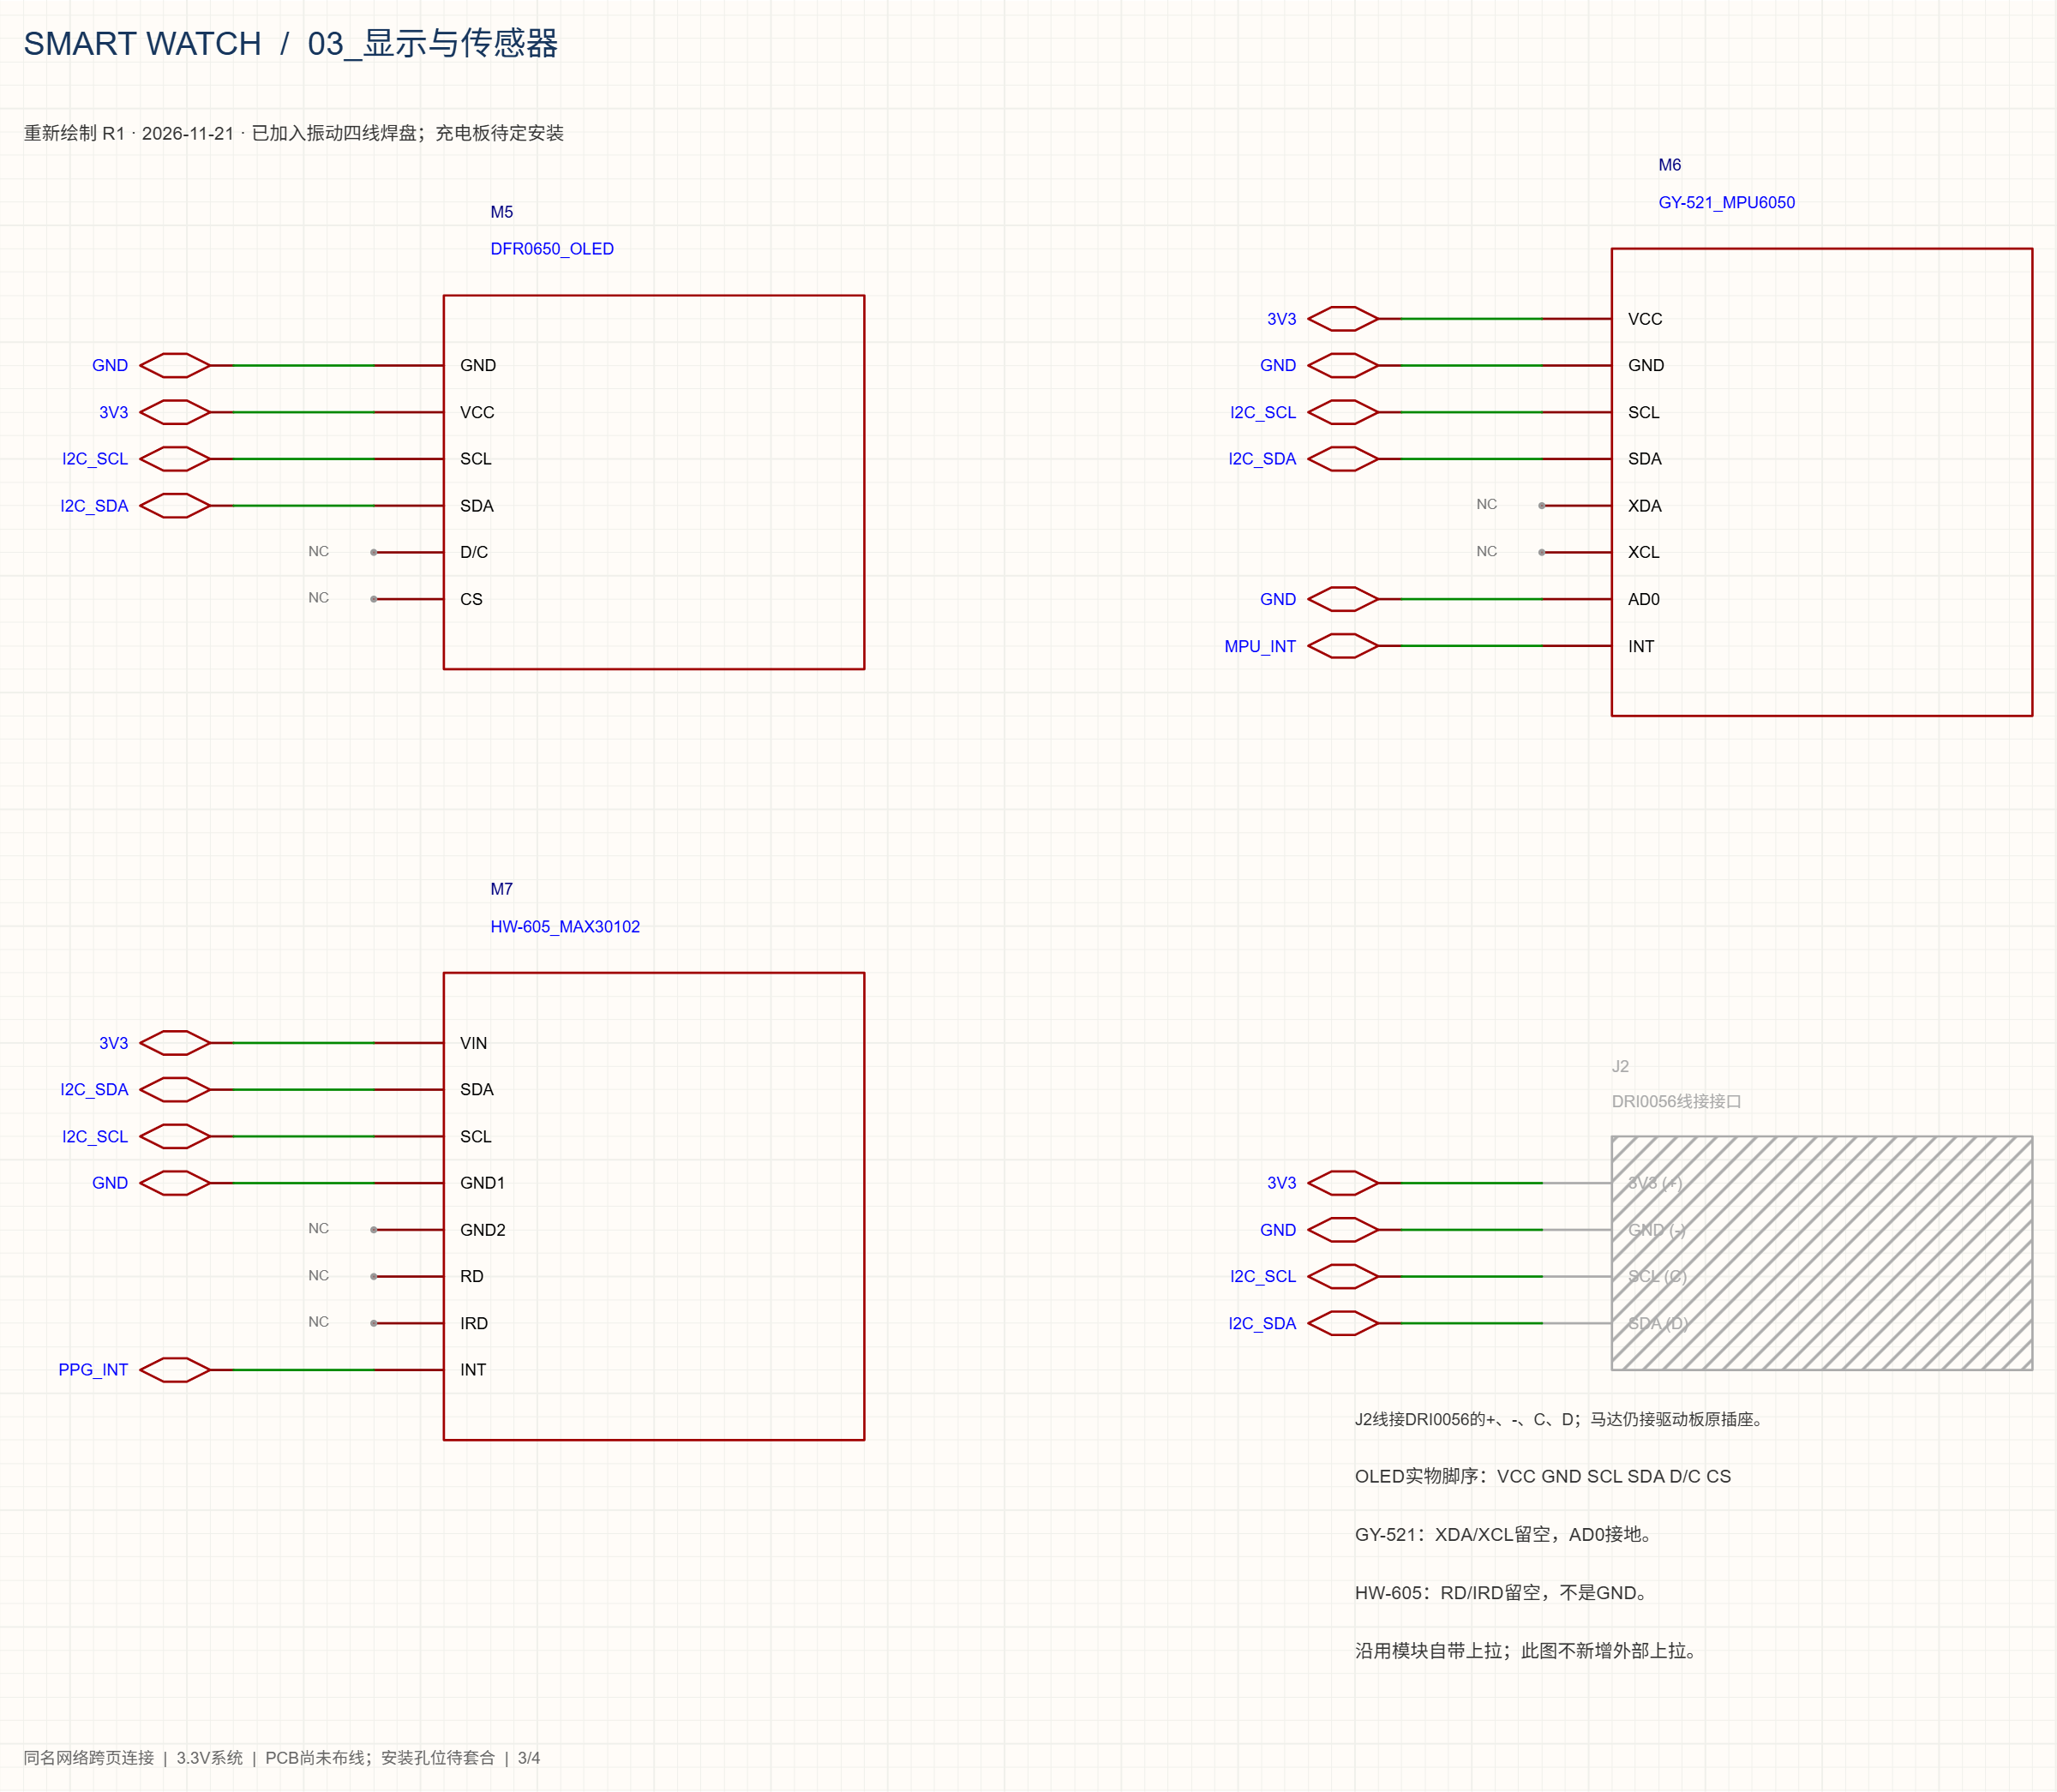 SMART WATCH / 03_显示与传感器
重新绘制 R1 · 2026-11-21 · 已加入振动四线焊盘；充电板待定安装
M5
DFR0650_OLED
GND GND
3V3 VCC
I2C_SCL SCL
I2C_SDA SDA
NC D/C
NC CS
M6
GY-521_MPU6050
3V3 VCC
GND GND
I2C_SCL SCL
I2C_SDA SDA
NC XDA
NC XCL
GND AD0
MPU_INT INT
M7
HW-605_MAX30102
3V3 VIN
I2C_SDA SDA
I2C_SCL SCL
GND GND1
NC GND2
NC RD
NC IRD
PPG_INT INT
J2
DRI0056线接接口
3V3 3V3 (+)
GND GND (-)
I2C_SCL SCL (C)
I2C_SDA SDA (D)
J2线接DRI0056的+、-、C、D；马达仍接驱动板原插座。
OLED实物脚序：VCC GND SCL SDA D/C CS
GY-521：XDA/XCL留空，AD0接地。
HW-605：RD/IRD留空，不是GND。
沿用模块自带上拉；此图不新增外部上拉。
同名网络跨页连接 | 3.3V系统 | PCB尚未布线；安装孔位待套合 | 3/4